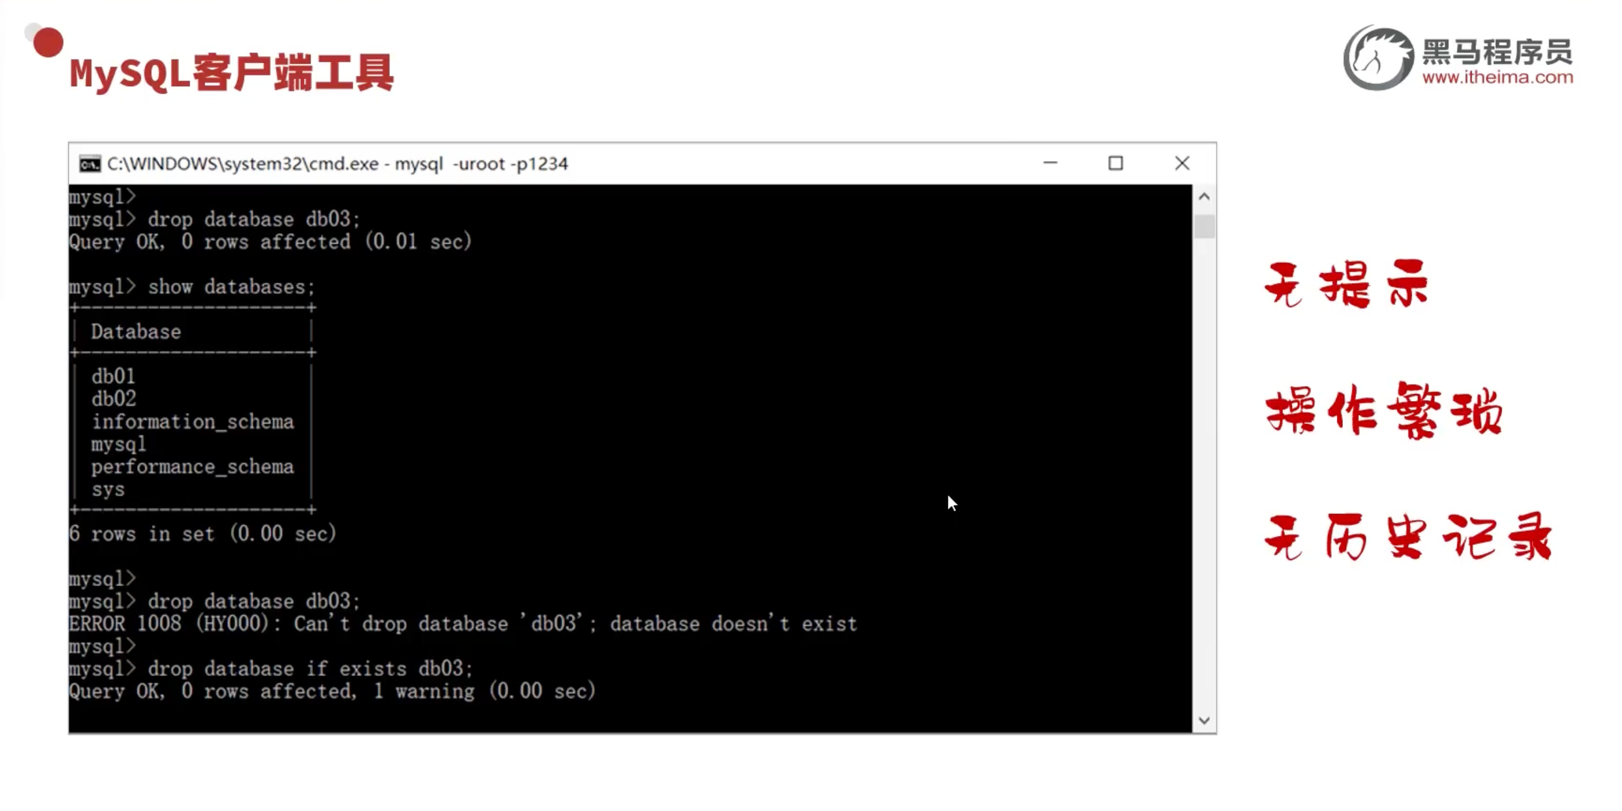 MySQL客户端工具
黑马程序员
www.itheima.com
C:\WINDOWS\system32\cmd.exe - mysql  -uroot -p1234
mysql>
mysql> drop database db03;
Query OK, 0 rows affected (0.01 sec)
mysql> show databases;
+--------------------+
| Database           |
+--------------------+
| db01               |
| db02               |
| information_schema |
| mysql              |
| performance_schema |
| sys                |
+--------------------+
6 rows in set (0.00 sec)
mysql>
mysql> drop database db03;
ERROR 1008 (HY000): Can't drop database 'db03'; database doesn't exist
mysql>
mysql> drop database if exists db03;
Query OK, 0 rows affected, 1 warning (0.00 sec)
无提示
操作繁琐
无历史记录